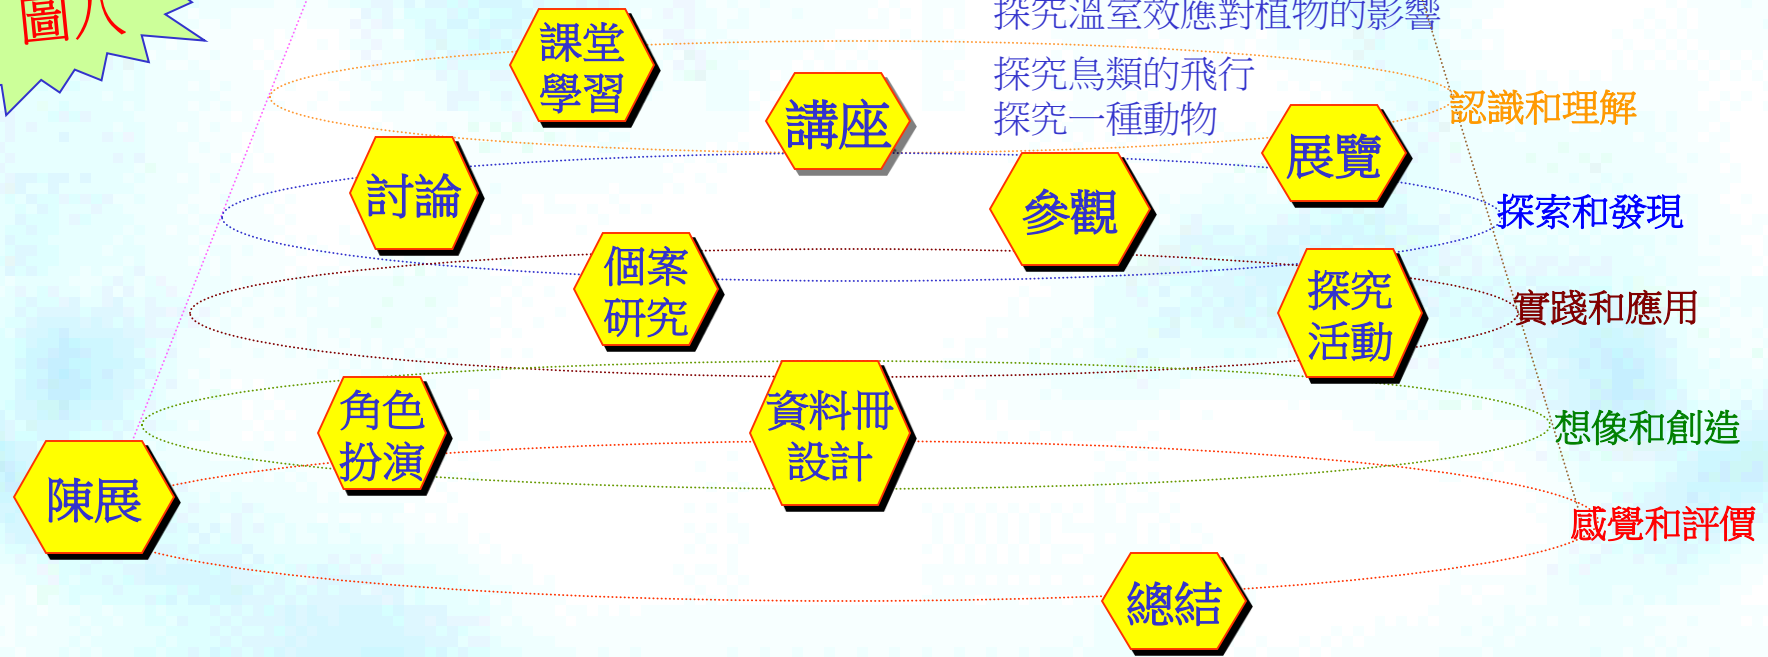 圖八
探究溫室效應對植物的影響
探究鳥類的飛行
探究一種動物
課堂
學習
講座
認識和理解
展覽
討論
參觀
探索和發現
個案
研究
探究
活動
實踐和應用
角色
扮演
資料冊
設計
想像和創造
陳展
感覺和評價
總結